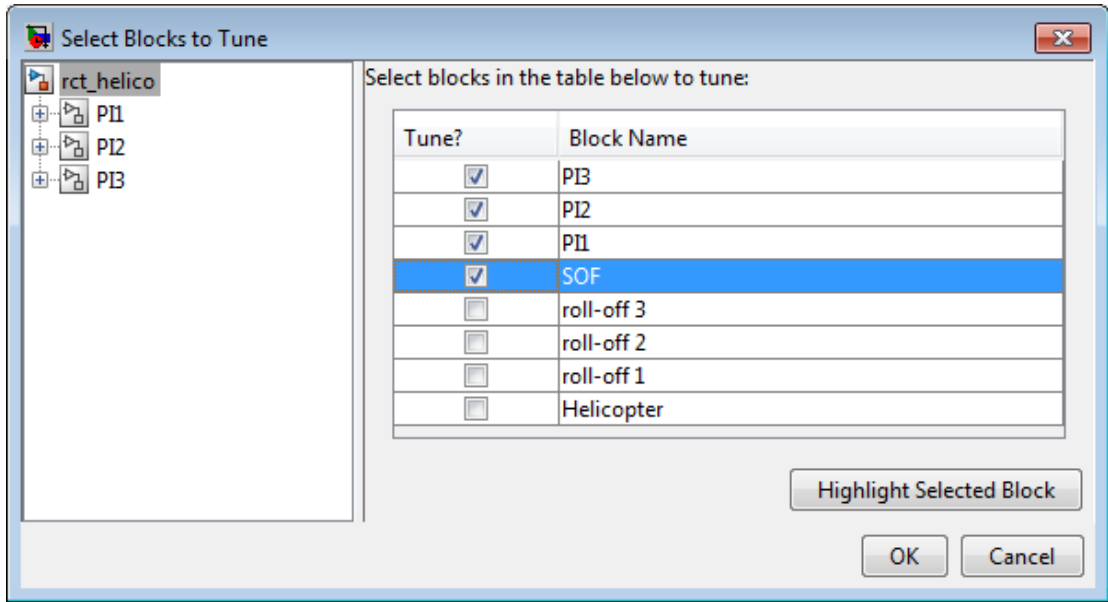 Select Blocks to Tune
rct_helico
PI1
PI2
PI3
Select blocks in the table below to tune:
Tune? Block Name
PI3
PI2
PI1
SOF
roll-off 3
roll-off 2
roll-off 1
Helicopter
Highlight Selected Block
OK Cancel